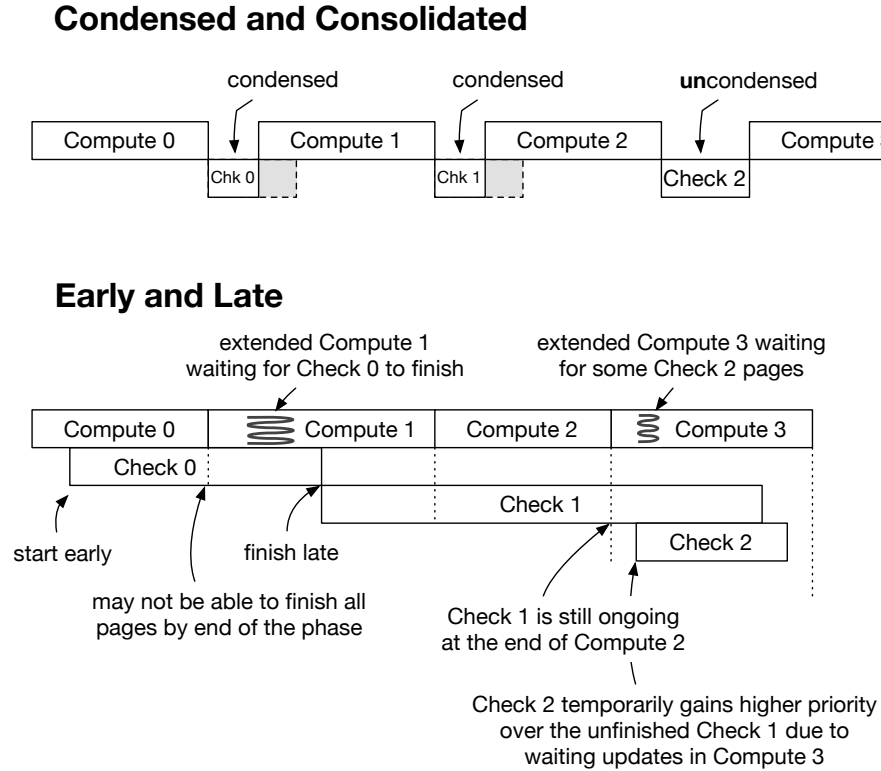 Condensed and Consolidated
condensed
condensed
uncondensed
Compute 0
Compute 1
Compute 2
Compute 3
Chk 0
Chk 1
Check 2
Early and Late
extended Compute 1
waiting for Check 0 to finish
extended Compute 3 waiting
for some Check 2 pages
Compute 0
Compute 1
Compute 2
Compute 3
Check 0
Check 1
Check 2
start early
finish late
may not be able to finish all
pages by end of the phase
Check 1 is still ongoing
at the end of Compute 2
Check 2 temporarily gains higher priority
over the unfinished Check 1 due to
waiting updates in Compute 3